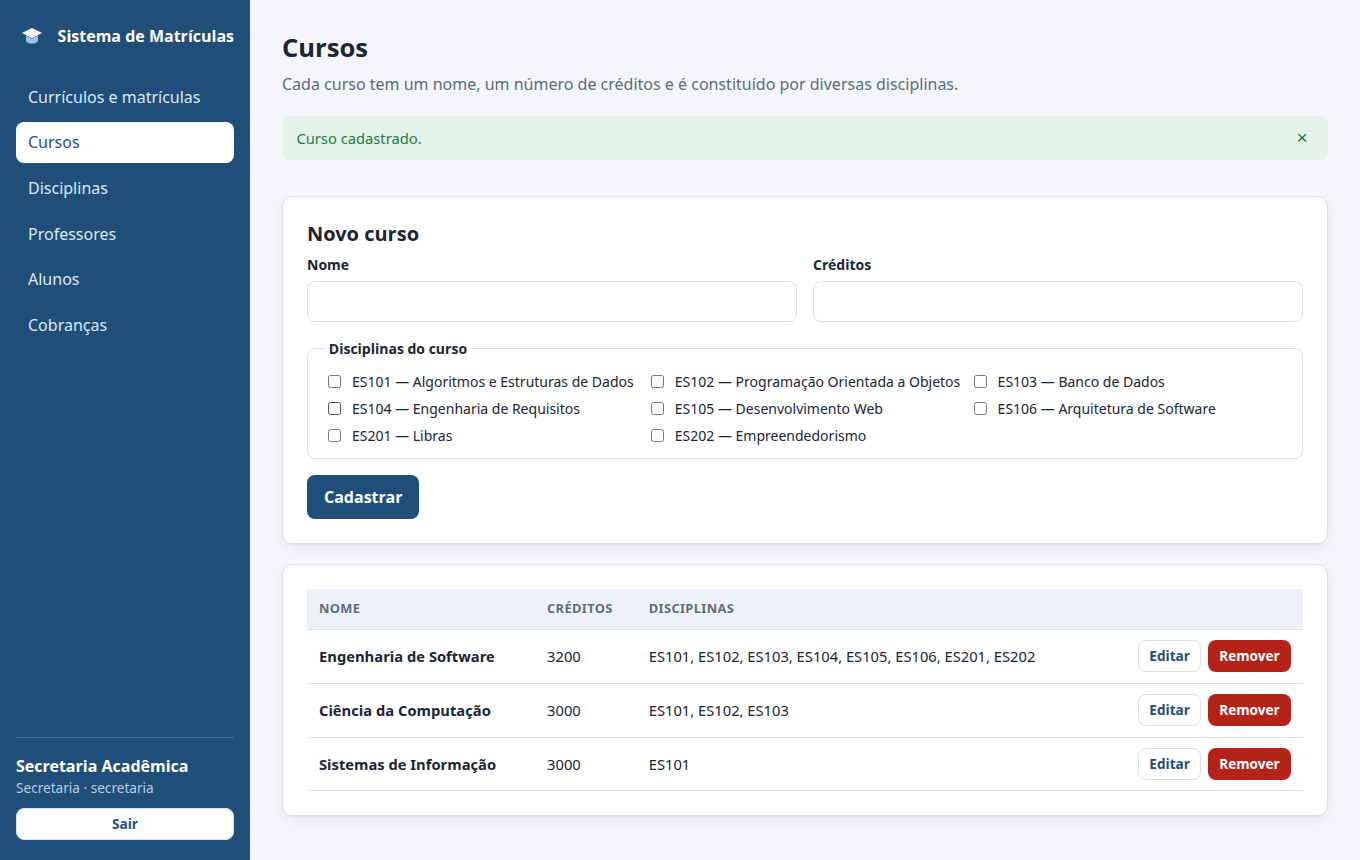 Sistema de Matrículas
Currículos e matrículas
Cursos
Disciplinas
Professores
Alunos
Cobranças
Secretaria Acadêmica
Secretaria · secretaria
Sair
Cursos
Cada curso tem um nome, um número de créditos e é constituído por diversas disciplinas.
Curso cadastrado. ×
Novo curso
Nome Créditos
Disciplinas do curso
ES101 — Algoritmos e Estruturas de Dados ES102 — Programação Orientada a Objetos ES103 — Banco de Dados
ES104 — Engenharia de Requisitos ES105 — Desenvolvimento Web ES106 — Arquitetura de Software
ES201 — Libras ES202 — Empreendedorismo
Cadastrar
NOME CRÉDITOS DISCIPLINAS
Engenharia de Software 3200 ES101, ES102, ES103, ES104, ES105, ES106, ES201, ES202 Editar Remover
Ciência da Computação 3000 ES101, ES102, ES103 Editar Remover
Sistemas de Informação 3000 ES101 Editar Remover